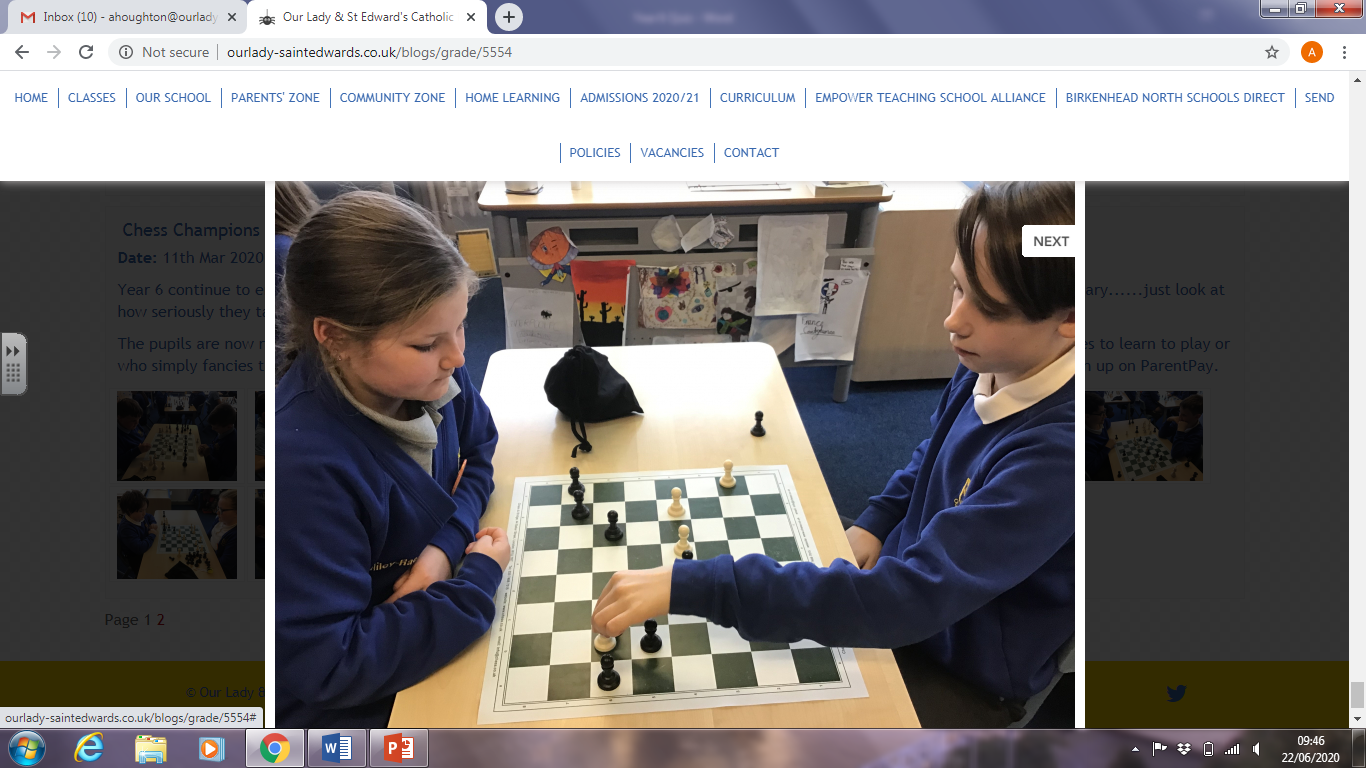 Inbox (10) - ahoughton@ourlady
Our Lady & St Edward's Catholic
Year 6 Quiz - Word
Not secure
ourlady-saintedwards.co.uk/blogs/grade/5554
A
HOME
CLASSES
OUR SCHOOL
PARENTS' ZONE
COMMUNITY ZONE
HOME LEARNING
ADMISSIONS 2020/21
CURRICULUM
EMPOWER TEACHING SCHOOL ALLIANCE
BIRKENHEAD NORTH SCHOOLS DIRECT
SEND
POLICIES
VACANCIES
CONTACT
Chess Champions
NEXT
Date: 11th Mar 2020
Year 6 continue to e
ary......just look at
how seriously they ta
The pupils are now
es to learn to play or
who simply fancies t
up on ParentPay.
Page 1 2
© Our Lady
ourlady-saintedwards.co.uk/blogs/grade/5554#
09:46
22/06/2020